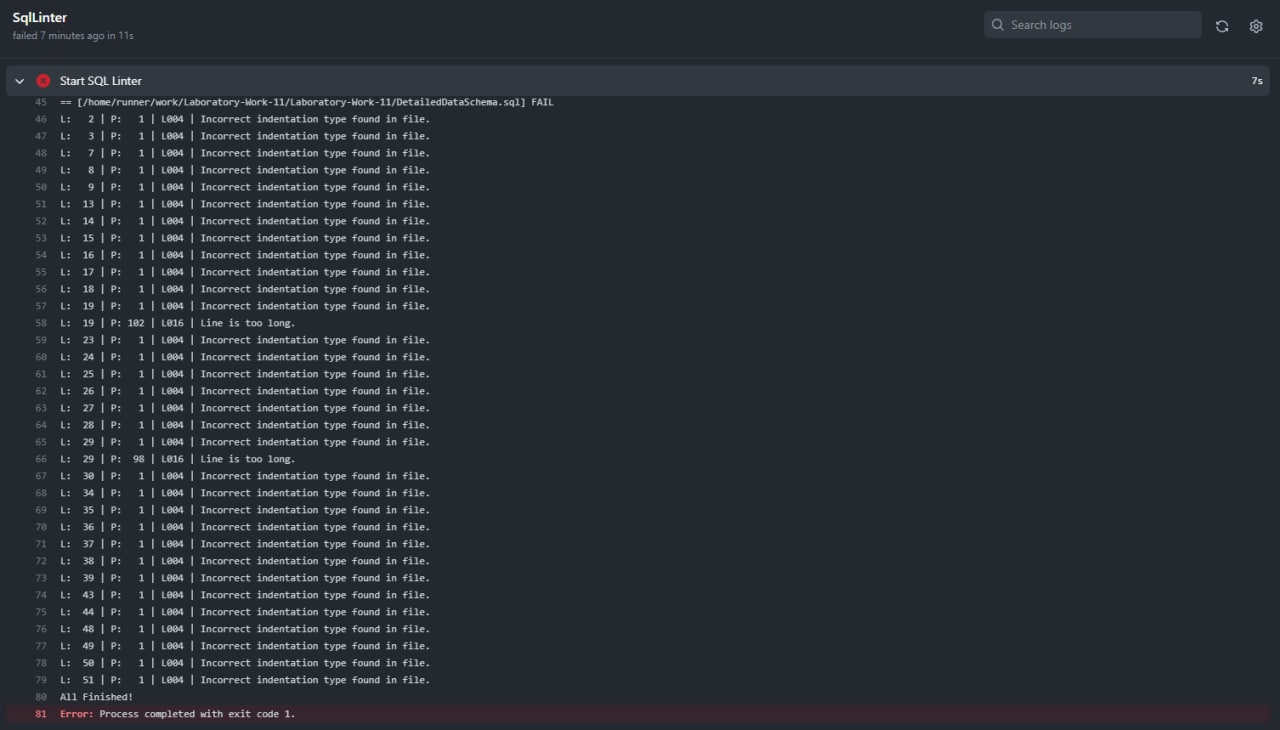 SqlLinter
failed 7 minutes ago in 11s
Search logs
Start SQL Linter 7s
45 == [/home/runner/work/Laboratory-Work-11/Laboratory-Work-11/DetailedDataSchema.sql] FAIL
46 L:   2 | P:   1 | L004 | Incorrect indentation type found in file.
47 L:   3 | P:   1 | L004 | Incorrect indentation type found in file.
48 L:   7 | P:   1 | L004 | Incorrect indentation type found in file.
49 L:   8 | P:   1 | L004 | Incorrect indentation type found in file.
50 L:   9 | P:   1 | L004 | Incorrect indentation type found in file.
51 L:  13 | P:   1 | L004 | Incorrect indentation type found in file.
52 L:  14 | P:   1 | L004 | Incorrect indentation type found in file.
53 L:  15 | P:   1 | L004 | Incorrect indentation type found in file.
54 L:  16 | P:   1 | L004 | Incorrect indentation type found in file.
55 L:  17 | P:   1 | L004 | Incorrect indentation type found in file.
56 L:  18 | P:   1 | L004 | Incorrect indentation type found in file.
57 L:  19 | P:   1 | L004 | Incorrect indentation type found in file.
58 L:  19 | P: 102 | L016 | Line is too long.
59 L:  23 | P:   1 | L004 | Incorrect indentation type found in file.
60 L:  24 | P:   1 | L004 | Incorrect indentation type found in file.
61 L:  25 | P:   1 | L004 | Incorrect indentation type found in file.
62 L:  26 | P:   1 | L004 | Incorrect indentation type found in file.
63 L:  27 | P:   1 | L004 | Incorrect indentation type found in file.
64 L:  28 | P:   1 | L004 | Incorrect indentation type found in file.
65 L:  29 | P:   1 | L004 | Incorrect indentation type found in file.
66 L:  29 | P:  98 | L016 | Line is too long.
67 L:  30 | P:   1 | L004 | Incorrect indentation type found in file.
68 L:  34 | P:   1 | L004 | Incorrect indentation type found in file.
69 L:  35 | P:   1 | L004 | Incorrect indentation type found in file.
70 L:  36 | P:   1 | L004 | Incorrect indentation type found in file.
71 L:  37 | P:   1 | L004 | Incorrect indentation type found in file.
72 L:  38 | P:   1 | L004 | Incorrect indentation type found in file.
73 L:  39 | P:   1 | L004 | Incorrect indentation type found in file.
74 L:  43 | P:   1 | L004 | Incorrect indentation type found in file.
75 L:  44 | P:   1 | L004 | Incorrect indentation type found in file.
76 L:  48 | P:   1 | L004 | Incorrect indentation type found in file.
77 L:  49 | P:   1 | L004 | Incorrect indentation type found in file.
78 L:  50 | P:   1 | L004 | Incorrect indentation type found in file.
79 L:  51 | P:   1 | L004 | Incorrect indentation type found in file.
80 All Finished!
81 Error: Process completed with exit code 1.